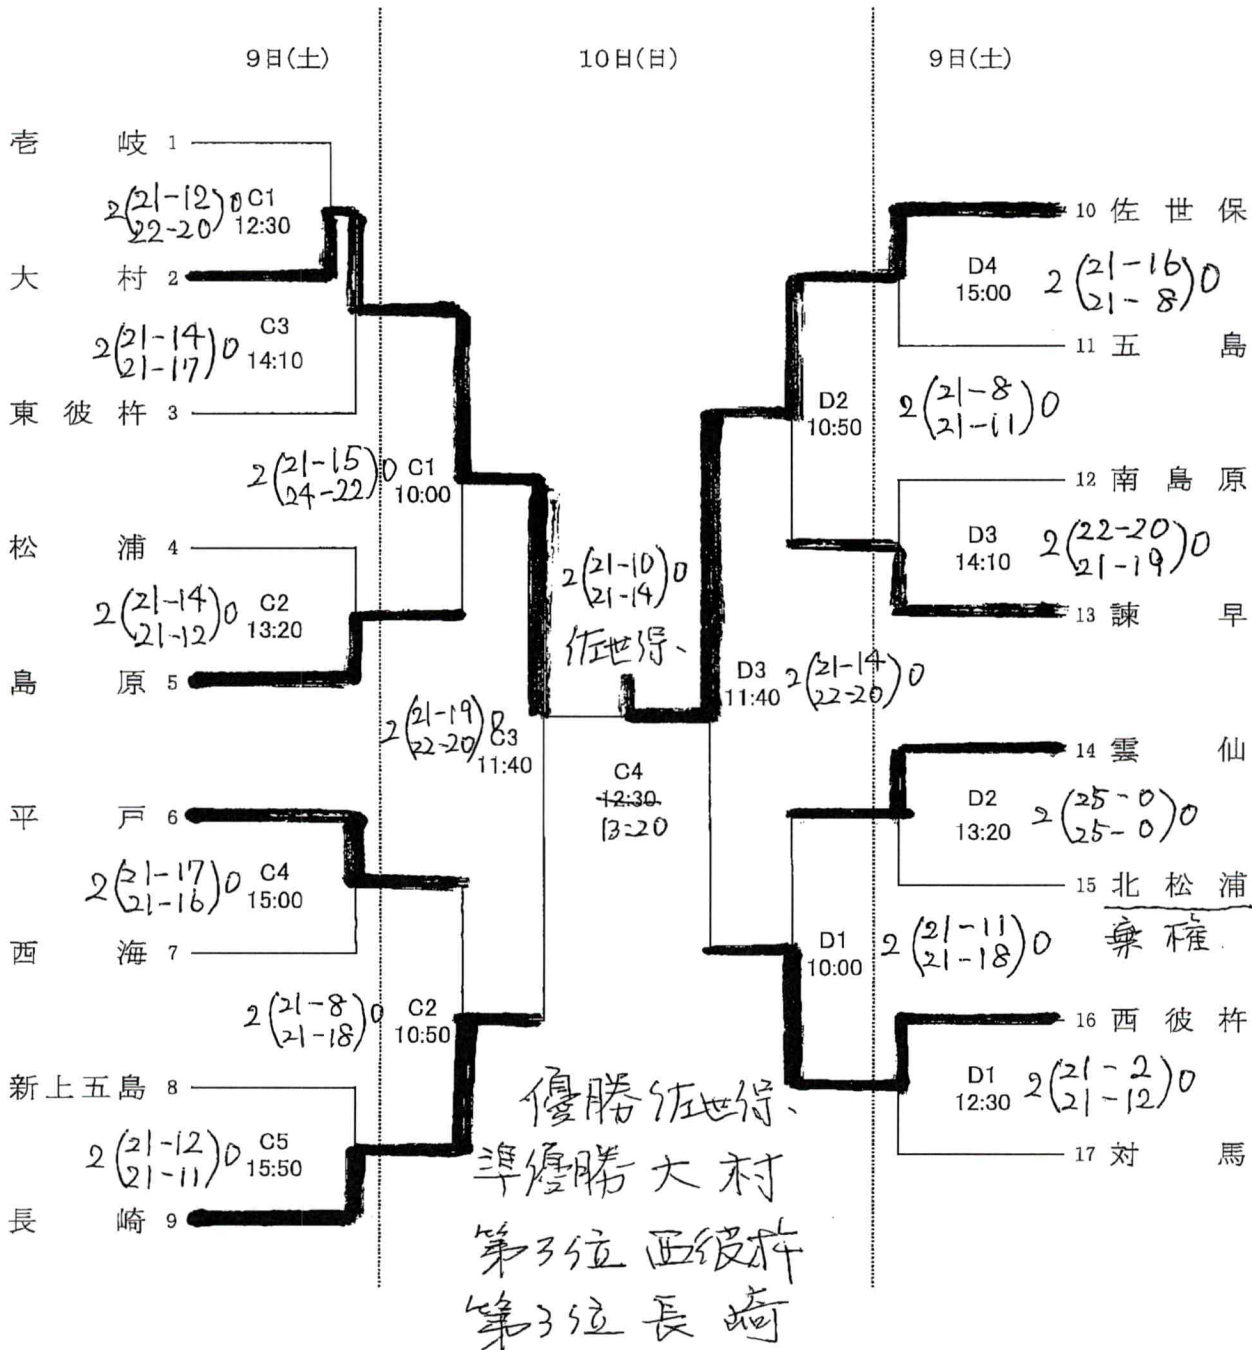 9日(土) 10日(日) 9日(土)
壱岐 1
2(21-12 22-20)0 C1 12:30
大村 2
2(21-14 21-17)0 C3 14:10
東彼杵 3
2(21-15 24-22)0 C1 10:00
松浦 4
2(21-14 21-12)0 C2 13:20
島原 5
2(21-19 22-20)0 C3 11:40
平戸 6
2(21-17 21-16)0 C4 15:00
西海 7
2(21-8 21-18)0 C2 10:50
新上五島 8
2(21-12 21-11)0 C5 15:50
長崎 9
2(21-10 21-14)0
佐世保
C4
12:30
13:20
10 佐世保
D4 15:00 2(21-16 21-8)0
11 五島
D2 10:50 2(21-8 21-11)0
12 南島原
D3 14:10 2(22-20 21-19)0
13 諫早
D3 11:40 2(21-14 22-20)0
14 雲仙
D2 13:20 2(25-0 25-0)0
15 北松浦
棄権
D1 10:00 2(21-11 21-18)0
16 西彼杵
D1 12:30 2(21-2 21-12)0
17 対馬
優勝 佐世保
準優勝 大村
第3位 西彼杵
第3位 長崎